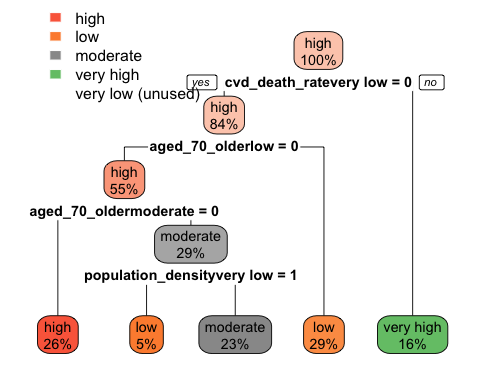 high
low
moderate
very high
very low (unused)
high
100%
yes cvd_death_ratevery low = 0 no
high
84%
aged_70_olderlow = 0
high
55%
aged_70_oldermoderate = 0
moderate
29%
population_densityvery low = 1
high
26%
low
5%
moderate
23%
low
29%
very high
16%